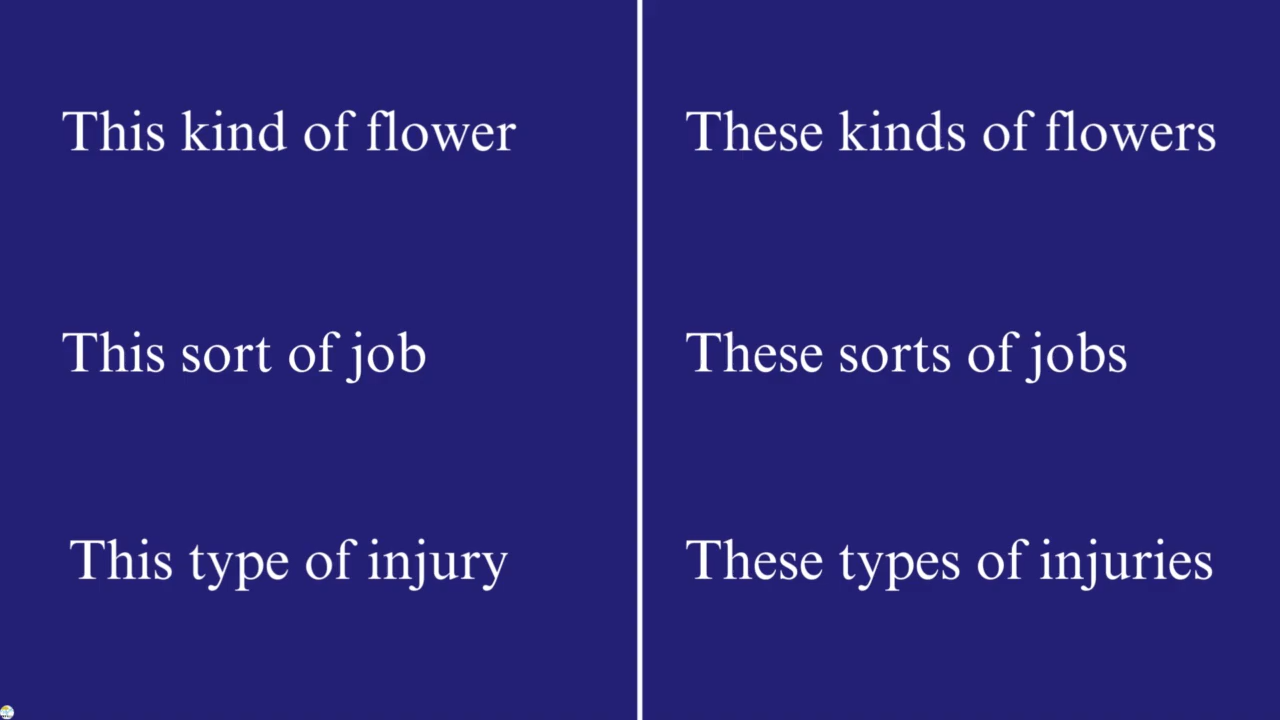 This kind of flower
These kinds of flowers
This sort of job
These sorts of jobs
This type of injury
These types of injuries